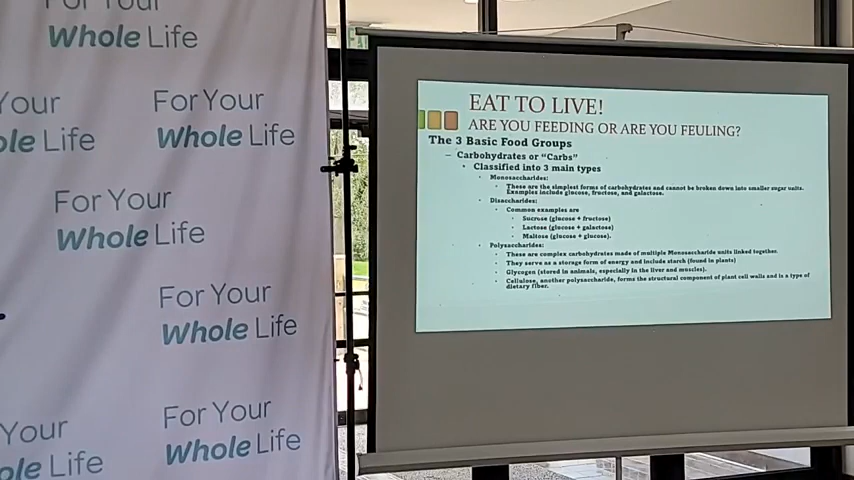 For Your
Whole Life
Your
ole Life
For Your
Whole Life
For Your
Whole Life
For Your
Whole Life
Your
ole Life
For Your
Whole Life
EAT TO LIVE!
ARE YOU FEEDING OR ARE YOU FEULING?
The 3 Basic Food Groups
– Carbohydrates or “Carbs”
• Classified into 3 main types
• Monosaccharides:
• These are the simplest forms of carbohydrates and cannot be broken down into smaller sugar units.
Examples include glucose, fructose, and galactose.
• Disaccharides:
• Common examples are
• Sucrose (glucose + fructose)
• Lactose (glucose + galactose)
• Maltose (glucose + glucose).
• Polysaccharides:
• These are complex carbohydrates made of multiple Monosaccharide units linked together.
• They serve as a storage form of energy and include starch (found in plants)
• Glycogen (stored in animals, especially in the liver and muscles).
• Cellulose, another polysaccharide, forms the structural component of plant cell walls and is a type of
dietary fiber.